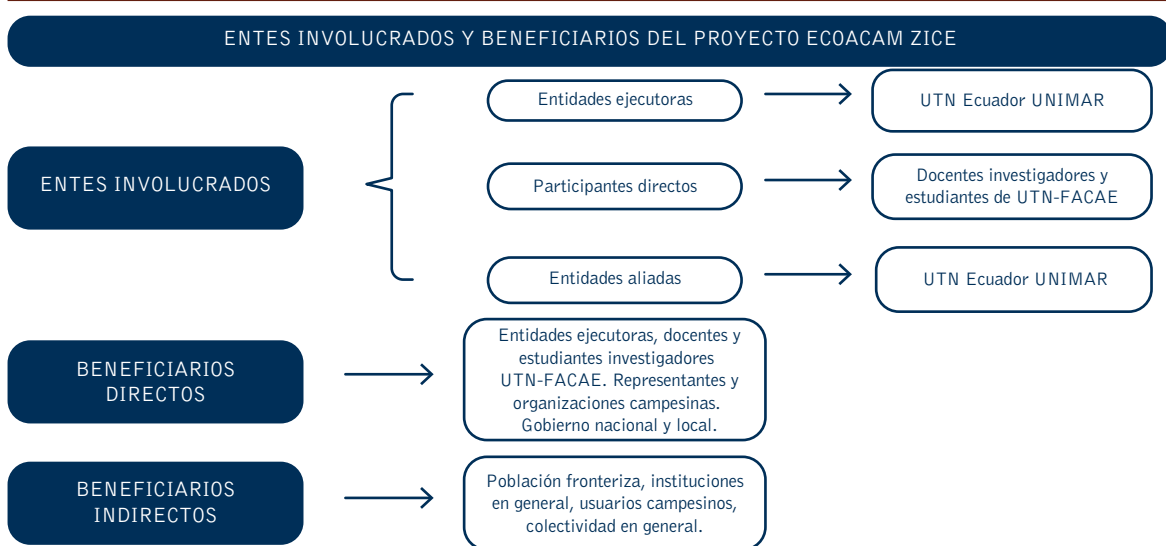 ENTES INVOLUCRADOS Y BENEFICIARIOS DEL PROYECTO ECOACAM ZICE
ENTES INVOLUCRADOS
Entidades ejecutoras
UTN Ecuador UNIMAR
Participantes directos
Docentes investigadores y
estudiantes de UTN-FACAE
Entidades aliadas
UTN Ecuador UNIMAR
BENEFICIARIOS
DIRECTOS
Entidades ejecutoras, docentes y
estudiantes investigadores
UTN-FACAE. Representantes y
organizaciones campesinas.
Gobierno nacional y local.
BENEFICIARIOS
INDIRECTOS
Población fronteriza, instituciones
en general, usuarios campesinos,
colectividad en general.